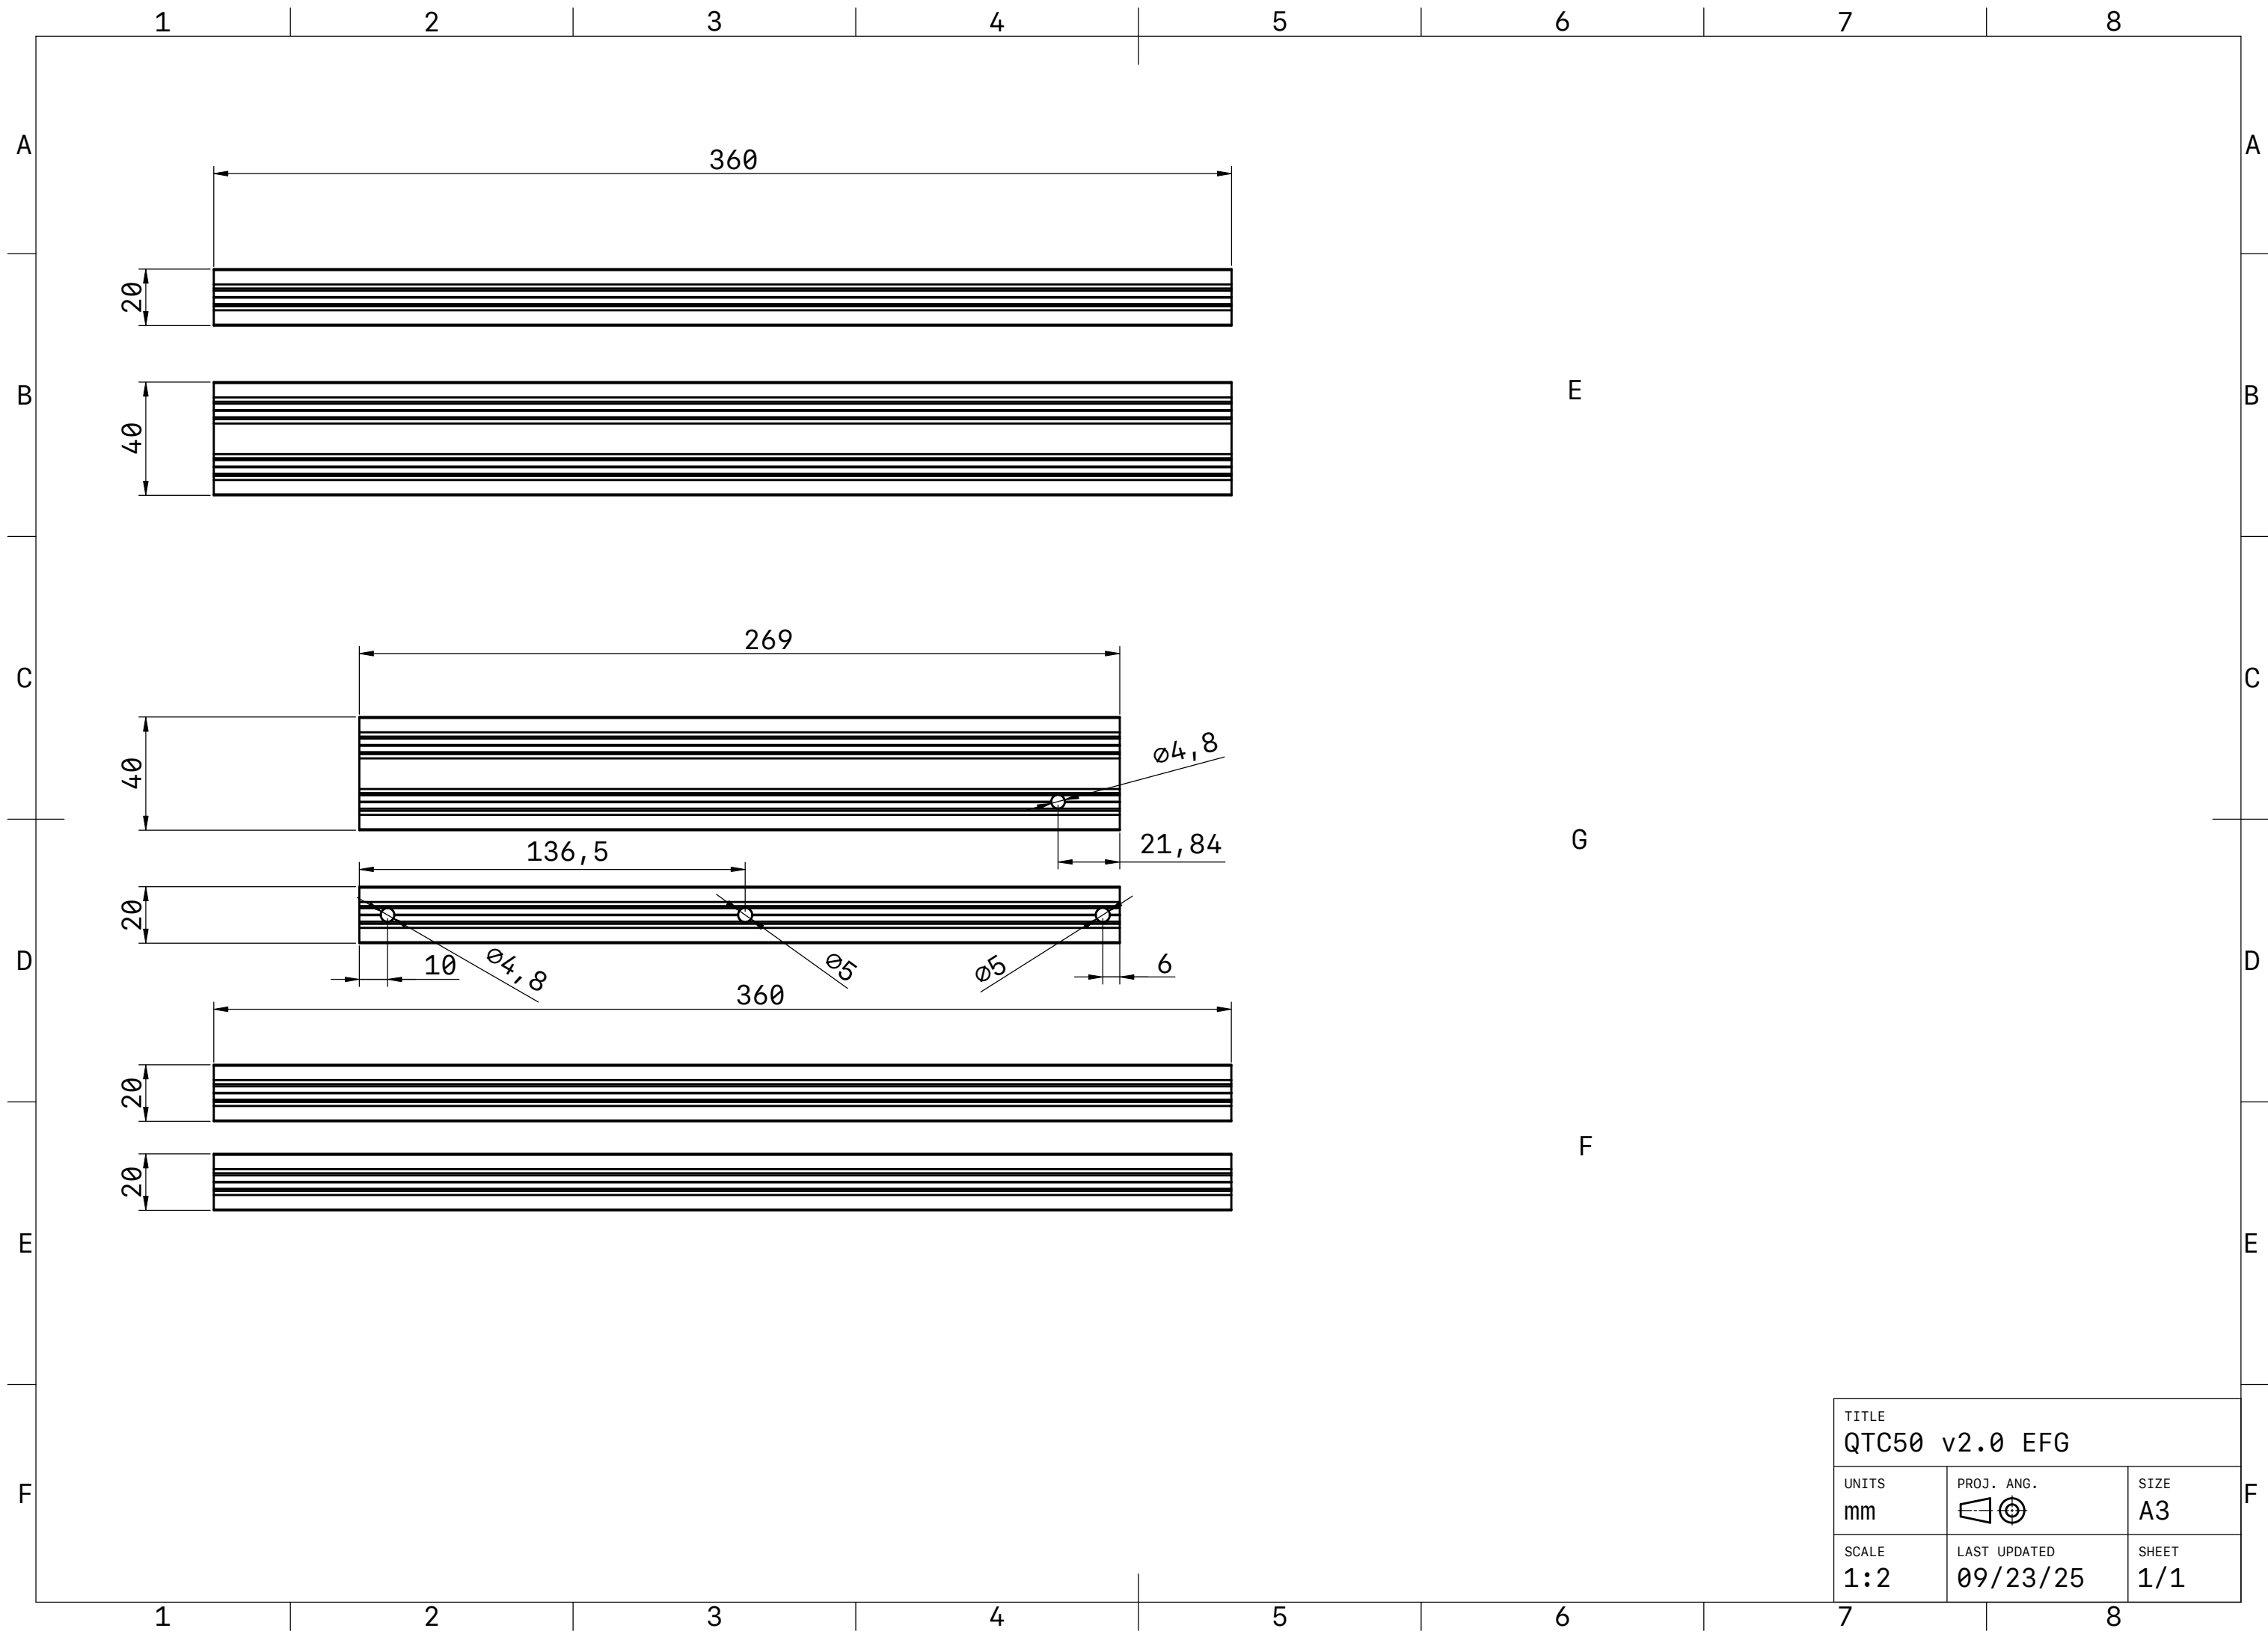 1 2 3 4 5 6 7 8
A A
360
20
B E B
40
269
C C
40
ø4,8
G
21,84
136,5
20
D D
10 ø4,8 ø5 ø5 6
360
20
F
20
E E
TITLE
QTC50 v2.0 EFG
UNITS PROJ. ANG. SIZE
F F
mm A3
SCALE LAST UPDATED SHEET
1:2 09/23/25 1/1
1 2 3 4 5 6 7 8